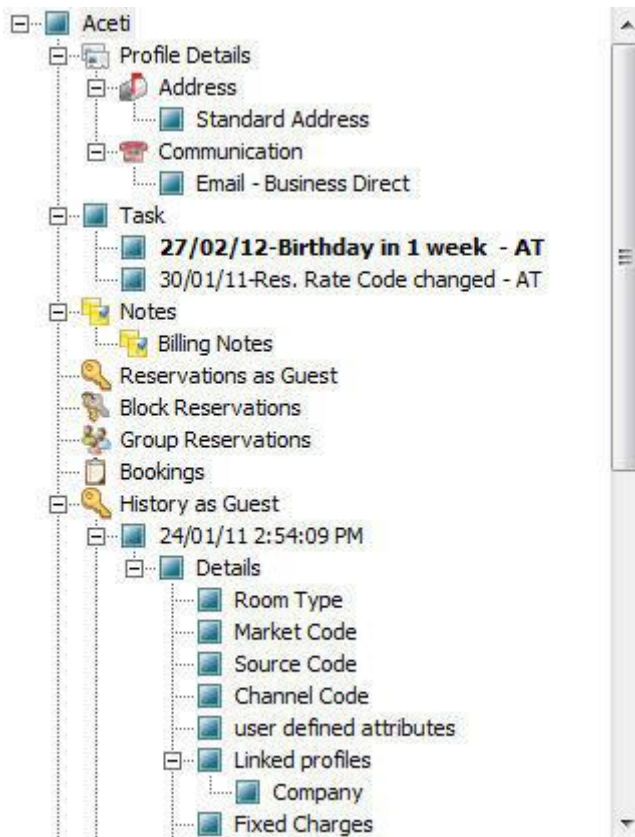 Aceti
Profile Details
Address
Standard Address
Communication
Email - Business Direct
Task
27/02/12-Birthday in 1 week - AT
30/01/11-Res. Rate Code changed - AT
Notes
Billing Notes
Reservations as Guest
Block Reservations
Group Reservations
Bookings
History as Guest
24/01/11 2:54:09 PM
Details
Room Type
Market Code
Source Code
Channel Code
user defined attributes
Linked profiles
Company
Fixed Charges